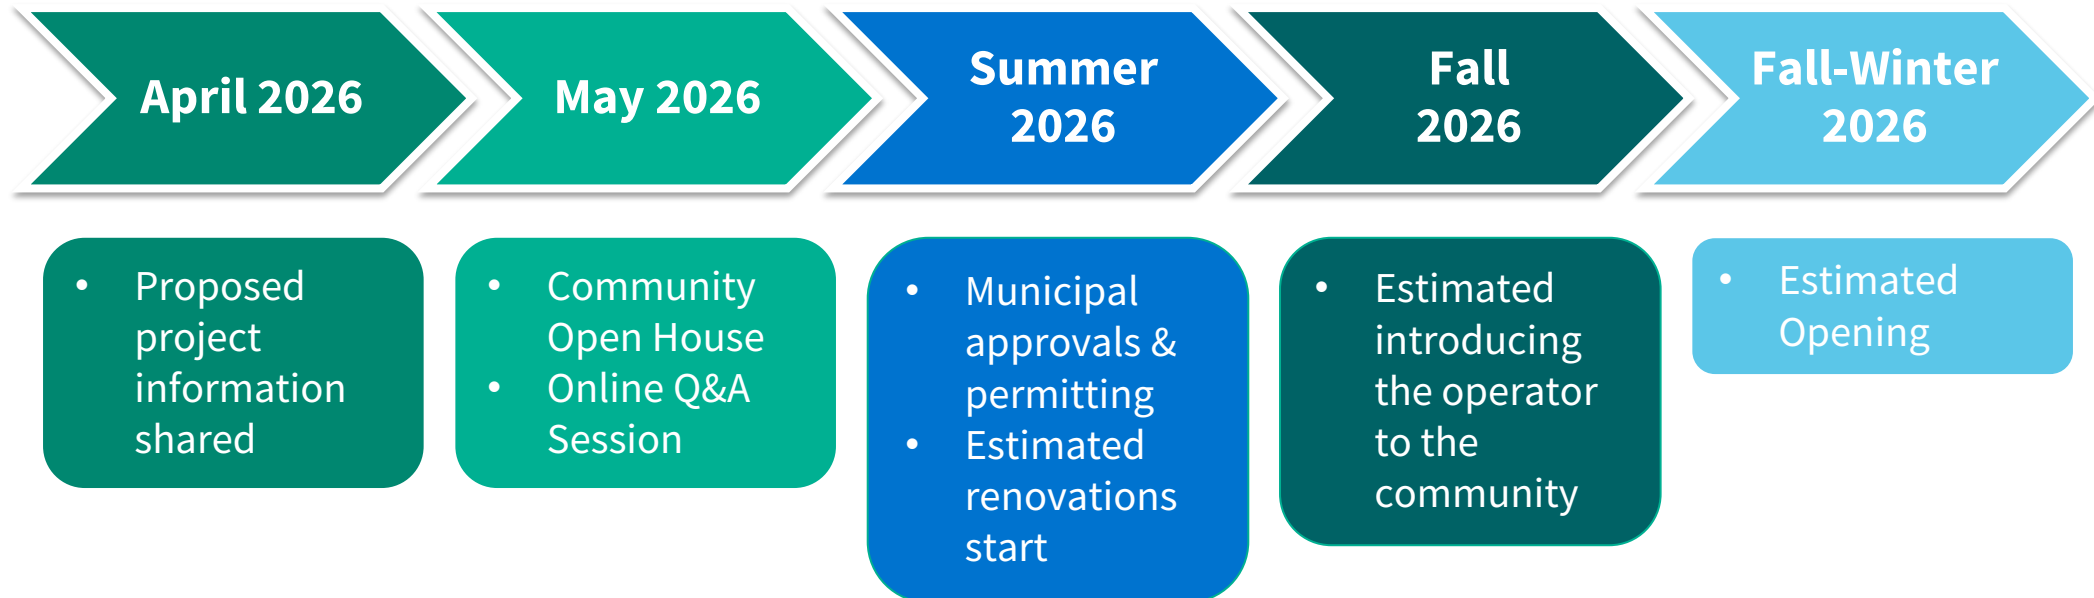 April 2026
May 2026
Summer
2026
Fall
2026
Fall-Winter
2026
• Proposed
project
information
shared
• Community
Open House
• Online Q&A
Session
• Municipal
approvals &
permitting
• Estimated
renovations
start
• Estimated
introducing
the operator
to the
community
• Estimated
Opening